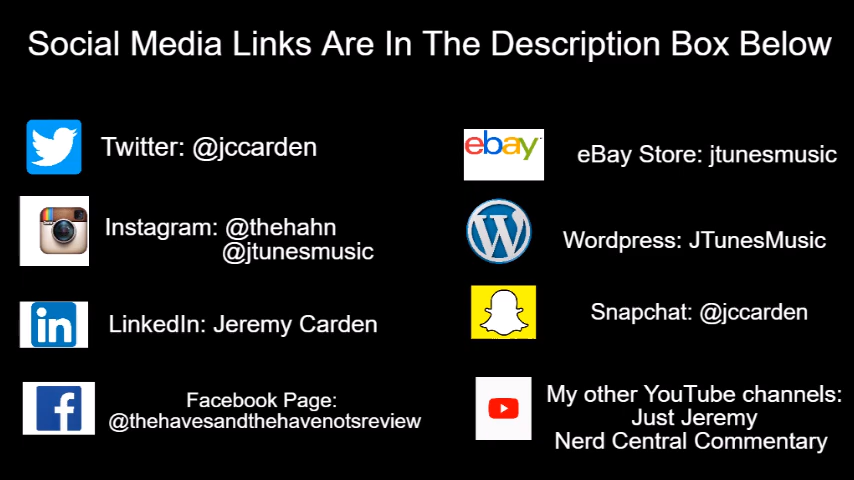 Social Media Links Are In The Description Box Below
Twitter: @jccarden
Instagram: @thehahn
@jtunesmusic
in LinkedIn: Jeremy Carden
f
Facebook Page:
@thehavesandthehavenotsreview
ebay eBay Store: jtunesmusic
W Wordpress: JTunesMusic
Snapchat: @jccarden
My other YouTube channels:
Just Jeremy
Nerd Central Commentary